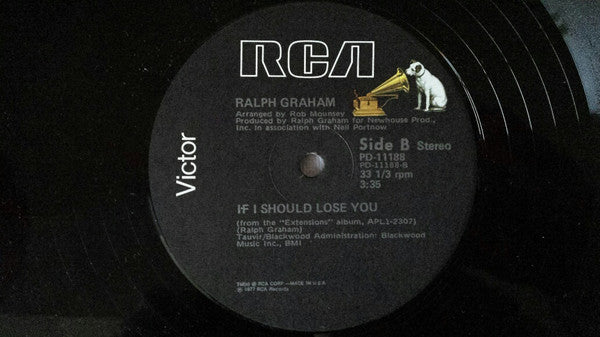 RCA
Victor
RALPH GRAHAM
Arranged by Rob Mounsey
Produced by Ralph Graham for Newhouse Prod.,
Inc. In association with Neil Portnow
Side B Stereo
PD-11188
PD-11188-B
33 1/3 rpm
3:35
IF I SHOULD LOSE YOU
(from the "Extensions" album, APL1-2307)
(Ralph Graham)
Tauvir/Blackwood Administration: Blackwood
Music Inc., BMI
® RCA CORP.—MADE IN U.S.A.
℗ 1977 RCA Records